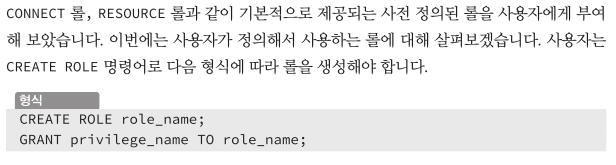 CONNECT 롤, RESOURCE 롤과 같이 기본적으로 제공되는 사전 정의된 롤을 사용자에게 부여
해 보았습니다. 이번에는 사용자가 정의해서 사용하는 롤에 대해 살펴보겠습니다. 사용자는
CREATE ROLE 명령어로 다음 형식에 따라 롤을 생성해야 합니다.
형식
CREATE ROLE role_name;
GRANT privilege_name TO role_name;